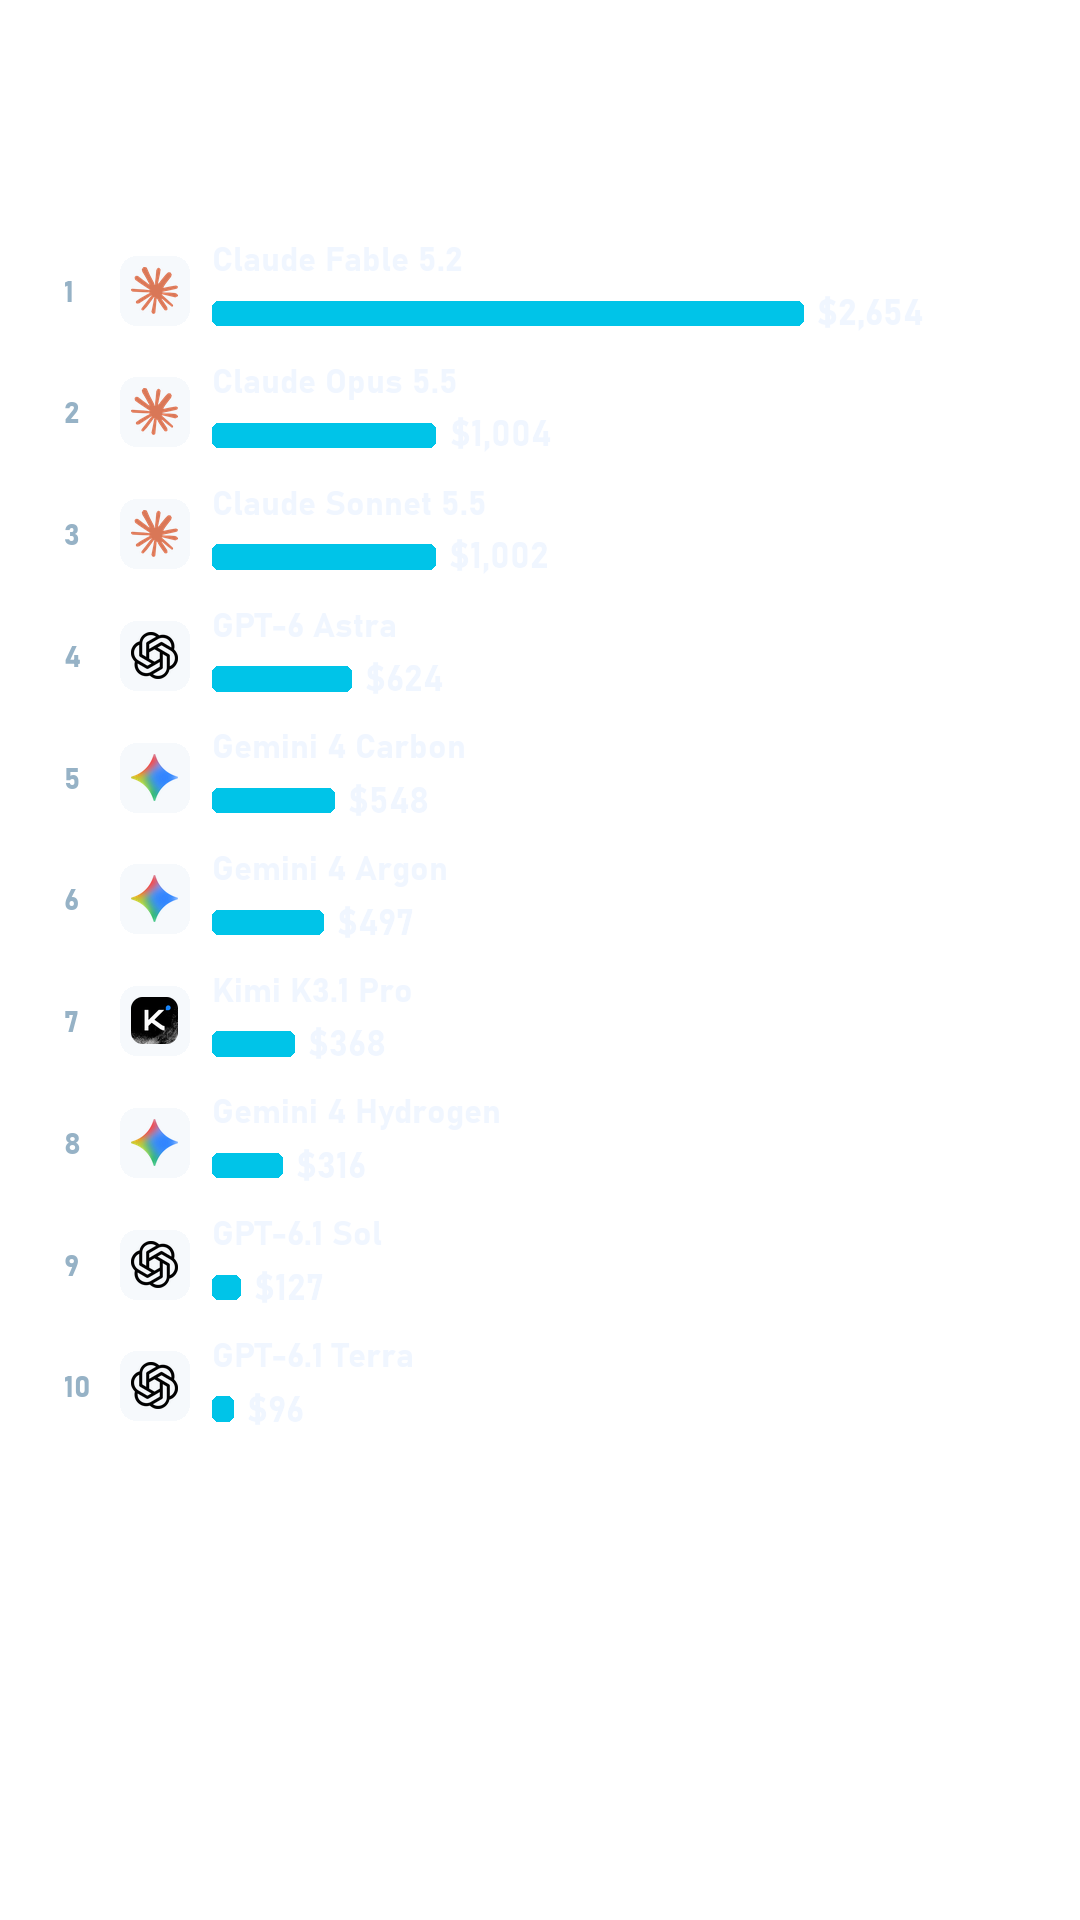 1
Claude Fable 5.2
$2,654
2
Claude Opus 5.5
$1,004
3
Claude Sonnet 5.5
$1,002
4
GPT-6 Astra
$624
5
Gemini 4 Carbon
$548
6
Gemini 4 Argon
$497
7
K
Kimi K3.1 Pro
$368
8
Gemini 4 Hydrogen
$316
9
GPT-6.1 Sol
$127
10
GPT-6.1 Terra
$96